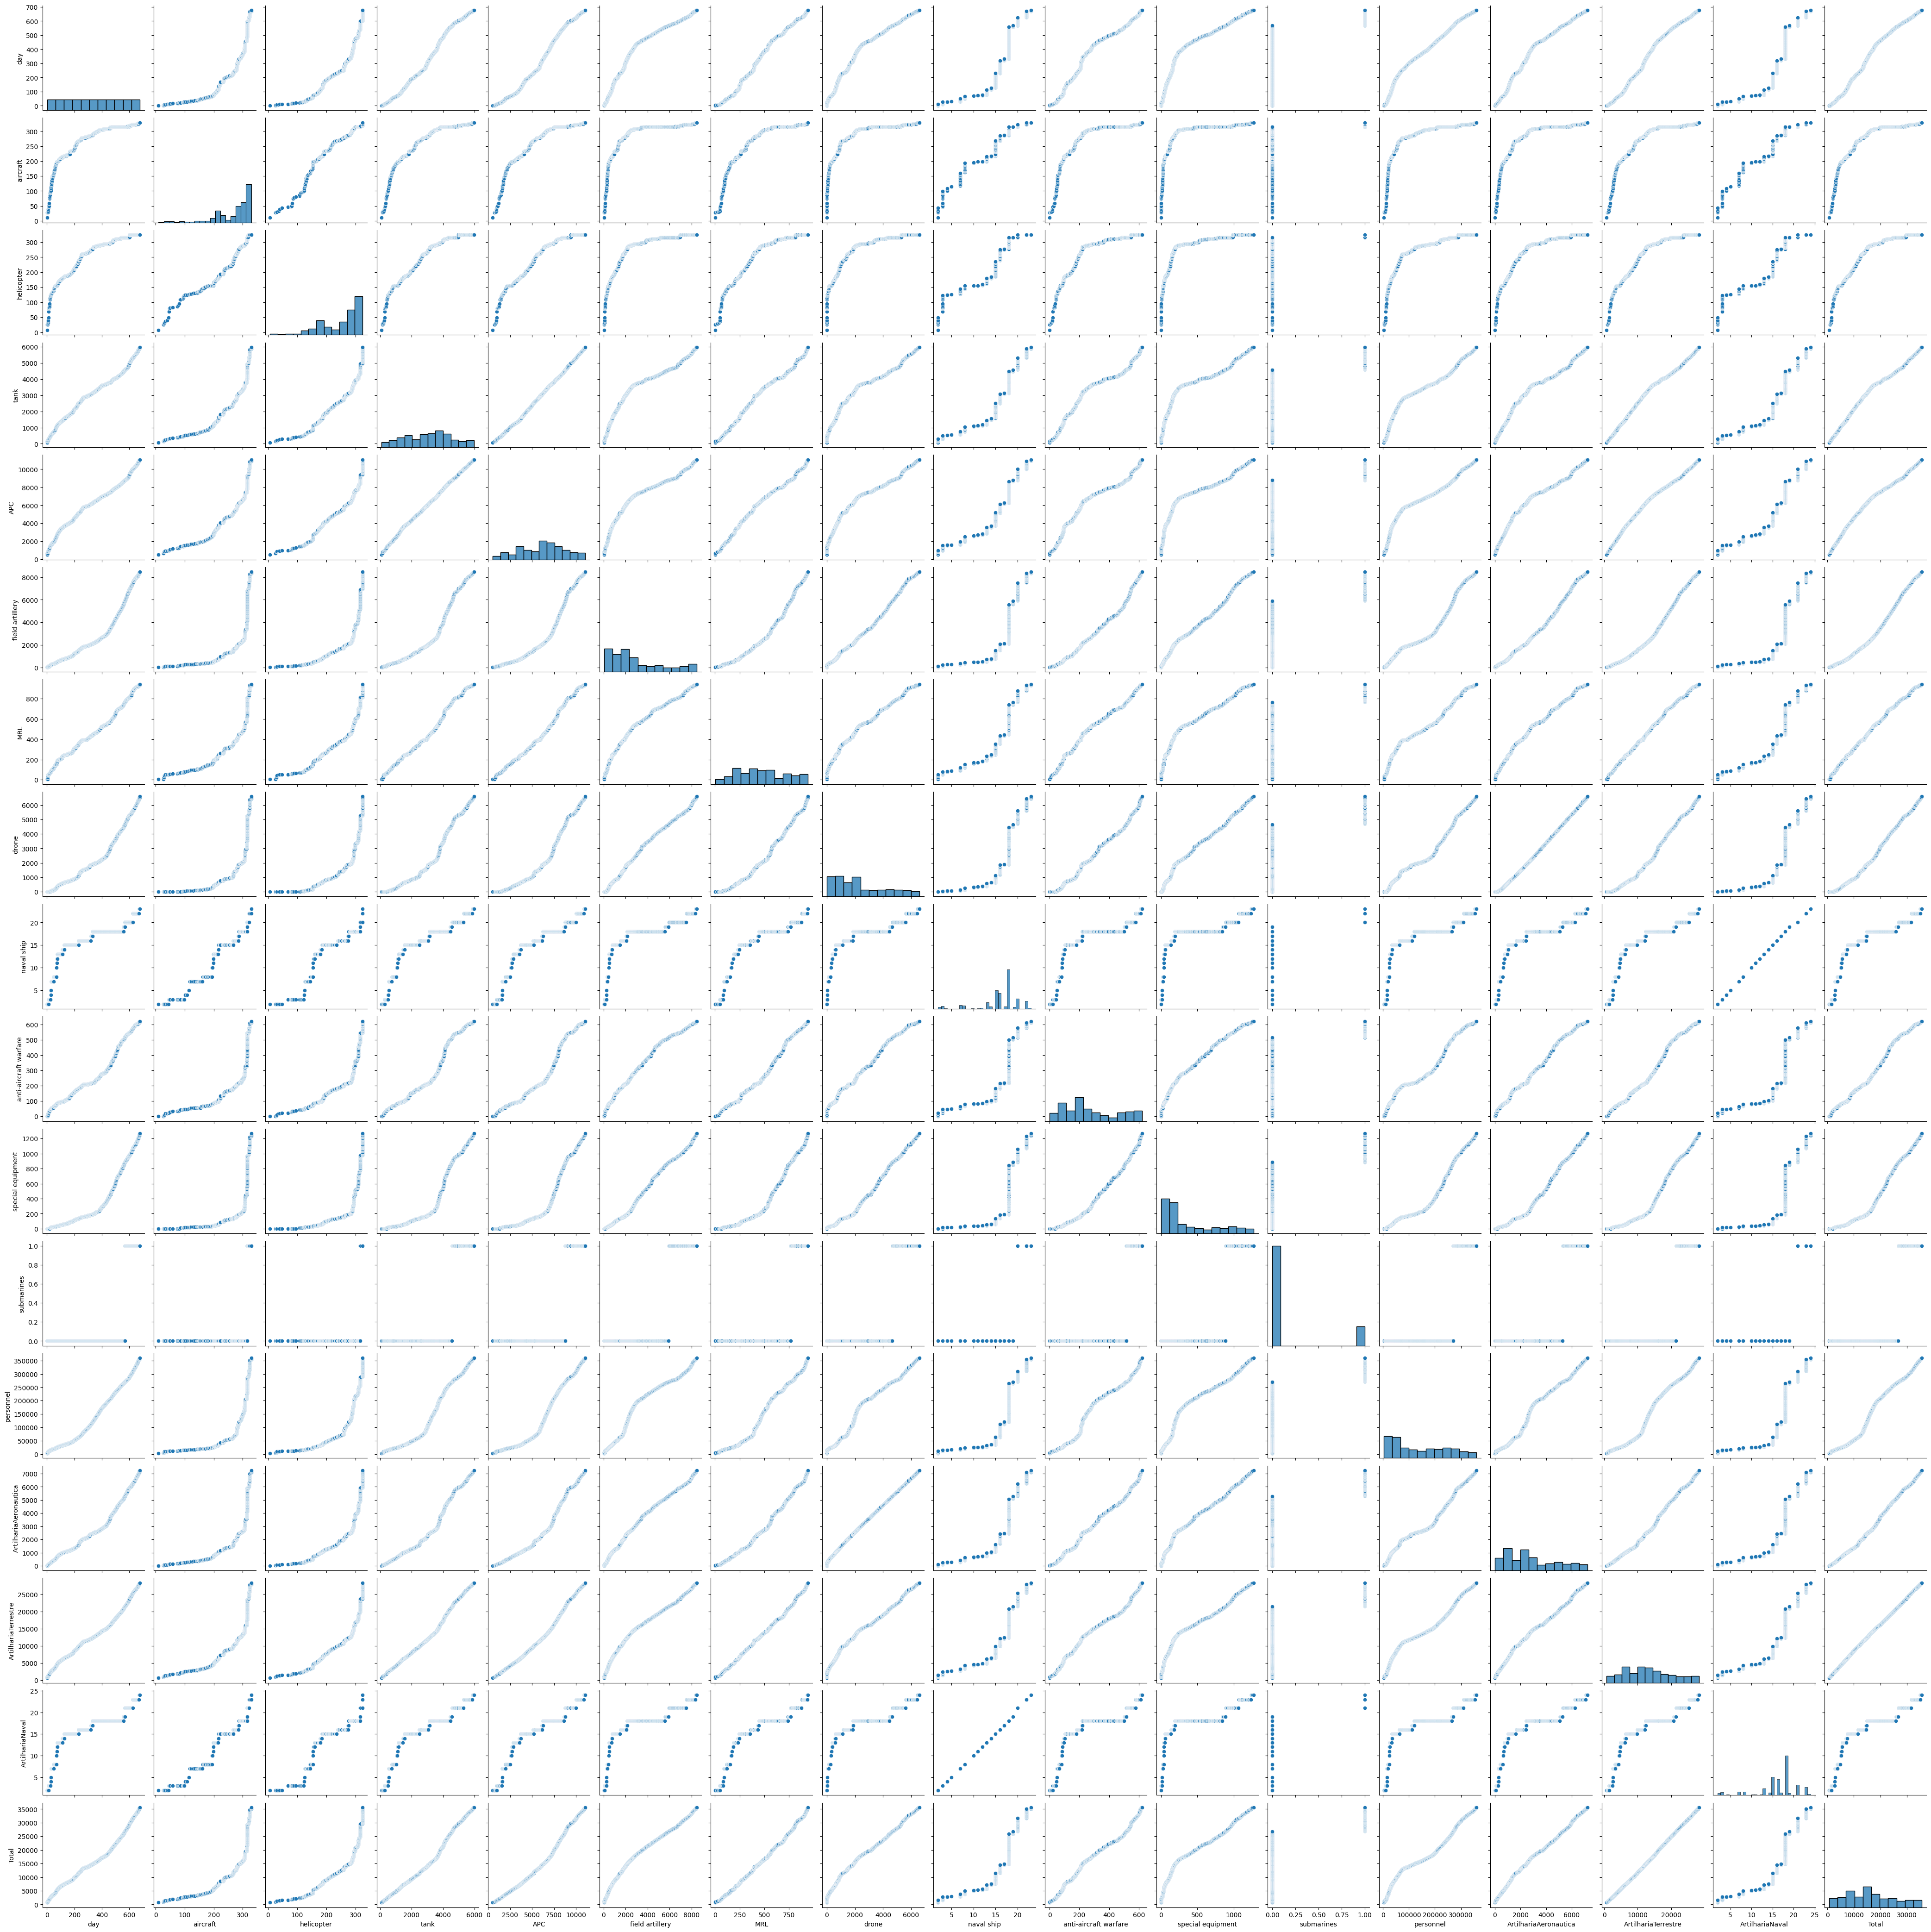 700
600
500
400
300
200
100
0
day
300
250
200
150
100
50
0
aircraft
300
250
200
150
100
50
0
helicopter
6000
5000
4000
3000
2000
1000
0
tank
10000
8000
6000
4000
2000
0
APC
8000
6000
4000
2000
0
field artillery
800
600
400
200
0
MRL
6000
5000
4000
3000
2000
1000
0
drone
20
15
10
5
naval ship
600
500
400
300
200
100
0
anti-aircraft warfare
1200
1000
800
600
400
200
0
special equipment
1.0
0.8
0.6
0.4
0.2
0.0
submarines
350000
300000
250000
200000
150000
100000
50000
0
personnel
7000
6000
5000
4000
3000
2000
1000
0
ArtilhariaAeronautica
25000
20000
15000
10000
5000
0
ArtilhariaTerrestre
25
20
15
10
5
ArtilhariaNaval
35000
30000
25000
20000
15000
10000
5000
0
Total
0 200 400 600
day
0 100 200 300
aircraft
0 100 200 300
helicopter
0 2000 4000 6000
tank
2500 5000 7500 10000
APC
0 2000 4000 6000 8000
field artillery
0 250 500 750
MRL
0 2000 4000 6000
drone
5 10 15 20
naval ship
0 200 400 600
anti-aircraft warfare
0 500 1000
special equipment
0.00 0.25 0.50 0.75 1.00
submarines
0 100000 200000 300000
personnel
0 2000 4000 6000
ArtilhariaAeronautica
0 10000 20000
ArtilhariaTerrestre
5 10 15 20 25
ArtilhariaNaval
10000 20000 30000
Total